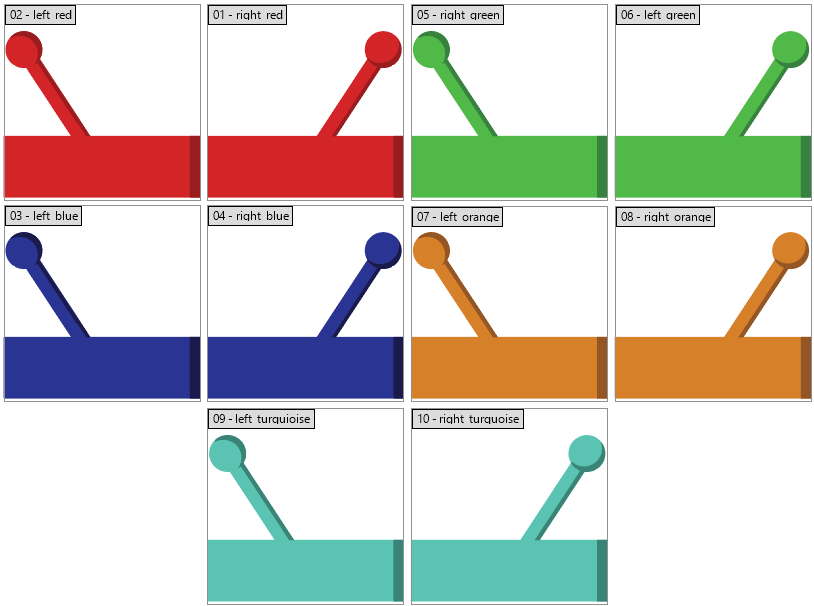 02 - left red
01 - right red
05 - right green
06 - left green
03 - left blue
04 - right blue
07 - left orange
08 - right orange
09 - left turquioise
10 - right turquoise